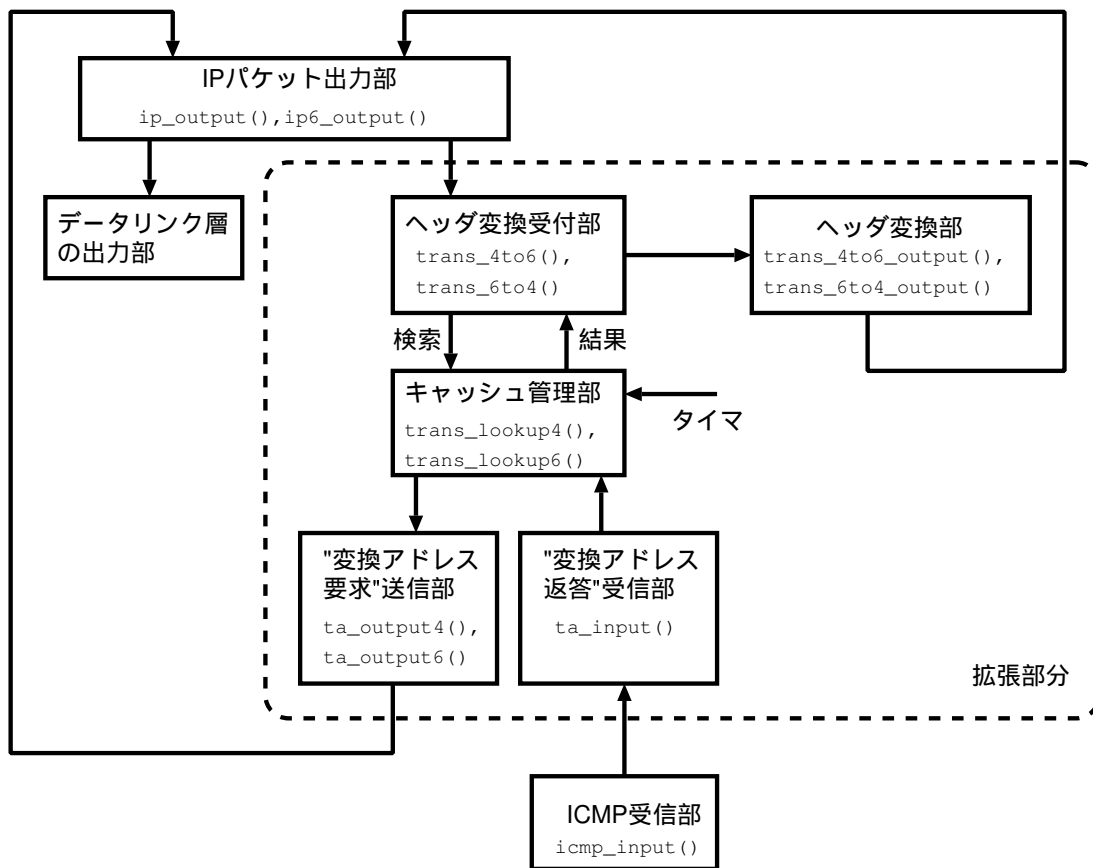 IPパケット出力部
ip_output(),ip6_output()
データリンク層
の出力部
ヘッダ変換受付部
trans_4to6(),
trans_6to4()
ヘッダ変換部
trans_4to6_output(),
trans_6to4_output()
検索
結果
キャッシュ管理部
trans_lookup4(),
trans_lookup6()
タイマ
"変換アドレス
要求"送信部
ta_output4(),
ta_output6()
"変換アドレス
返答"受信部
ta_input()
拡張部分
ICMP受信部
icmp_input()